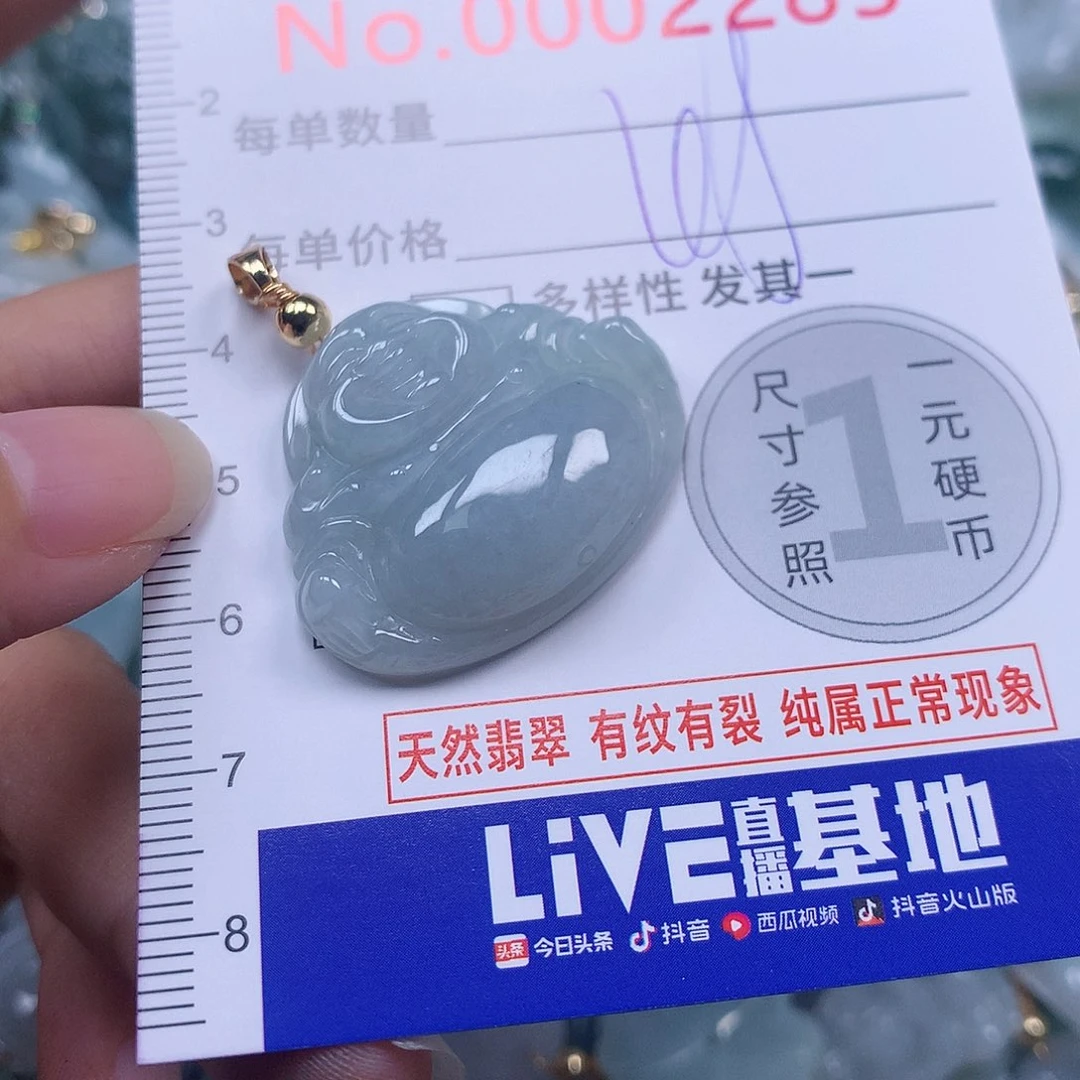 No.0002285
2
每单数量
3
每单价格
多样性 发其一
4
尺寸参照
1
一元硬币
5
6
天然翡翠 有纹有裂 纯属正常现象
7
LiVE直播基地
8
头条 今日头条 抖音 西瓜视频 抖音火山版